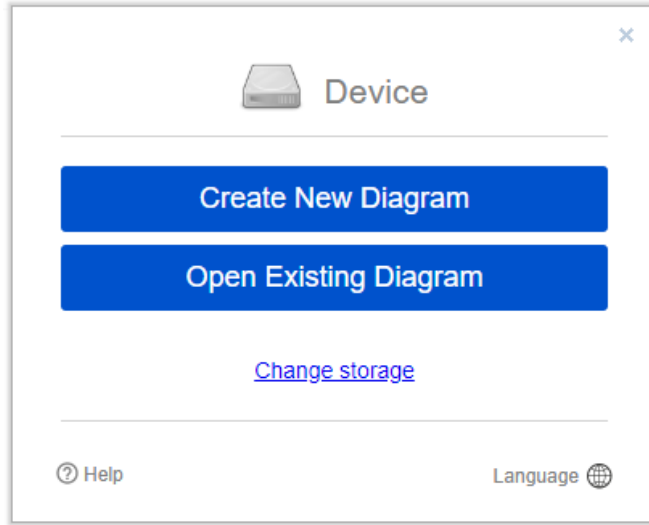 Device
Create New Diagram
Open Existing Diagram
Change storage
Help
Language